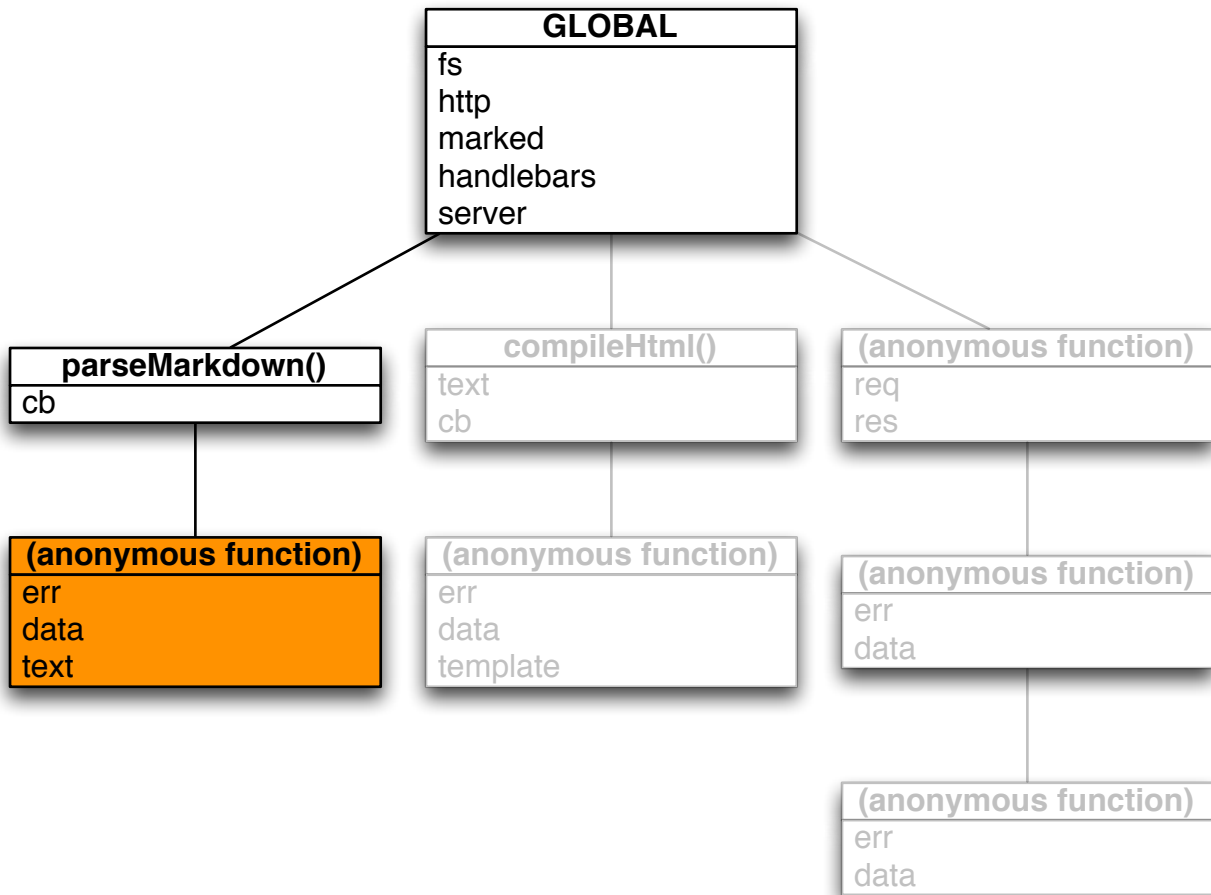 GLOBAL
fs
http
marked
handlebars
server
parseMarkdown()
cb
(anonymous function)
err
data
text
compileHtml()
text
cb
(anonymous function)
err
data
template
(anonymous function)
req
res
(anonymous function)
err
data
(anonymous function)
err
data